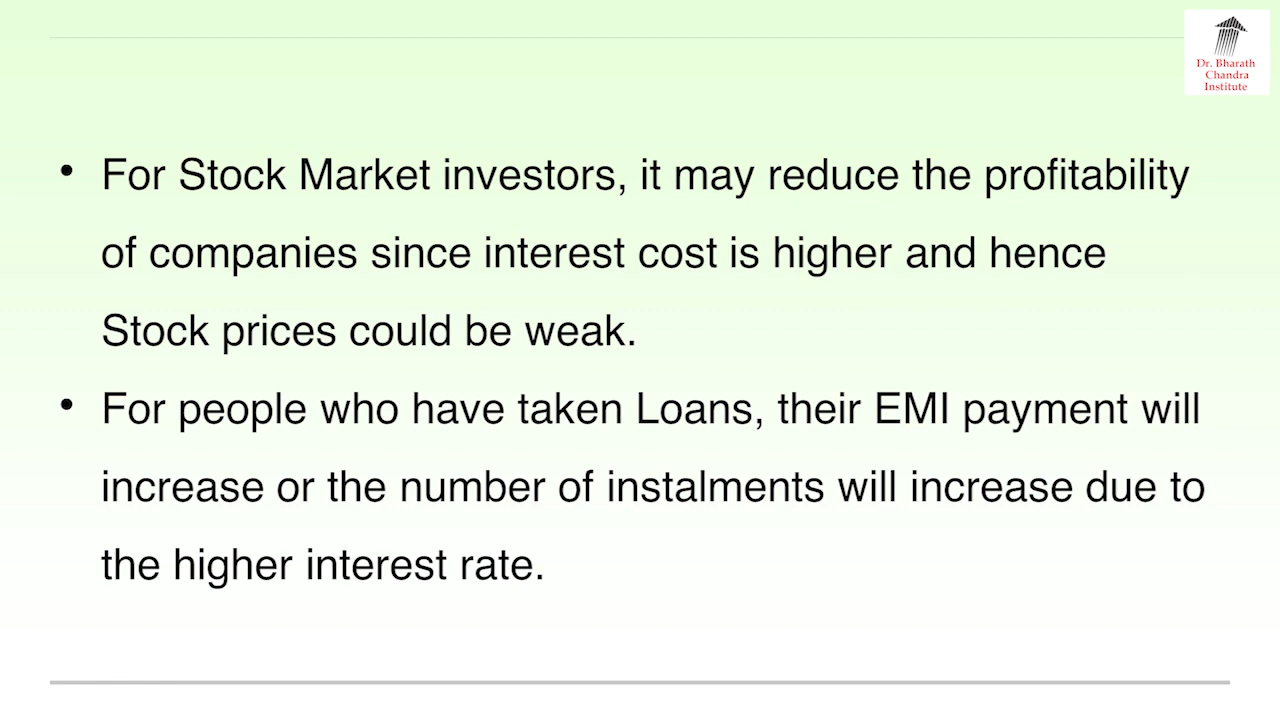 Dr. Bharath
Chandra
Institute
• For Stock Market investors, it may reduce the profitability
of companies since interest cost is higher and hence
Stock prices could be weak.
• For people who have taken Loans, their EMI payment will
increase or the number of instalments will increase due to
the higher interest rate.